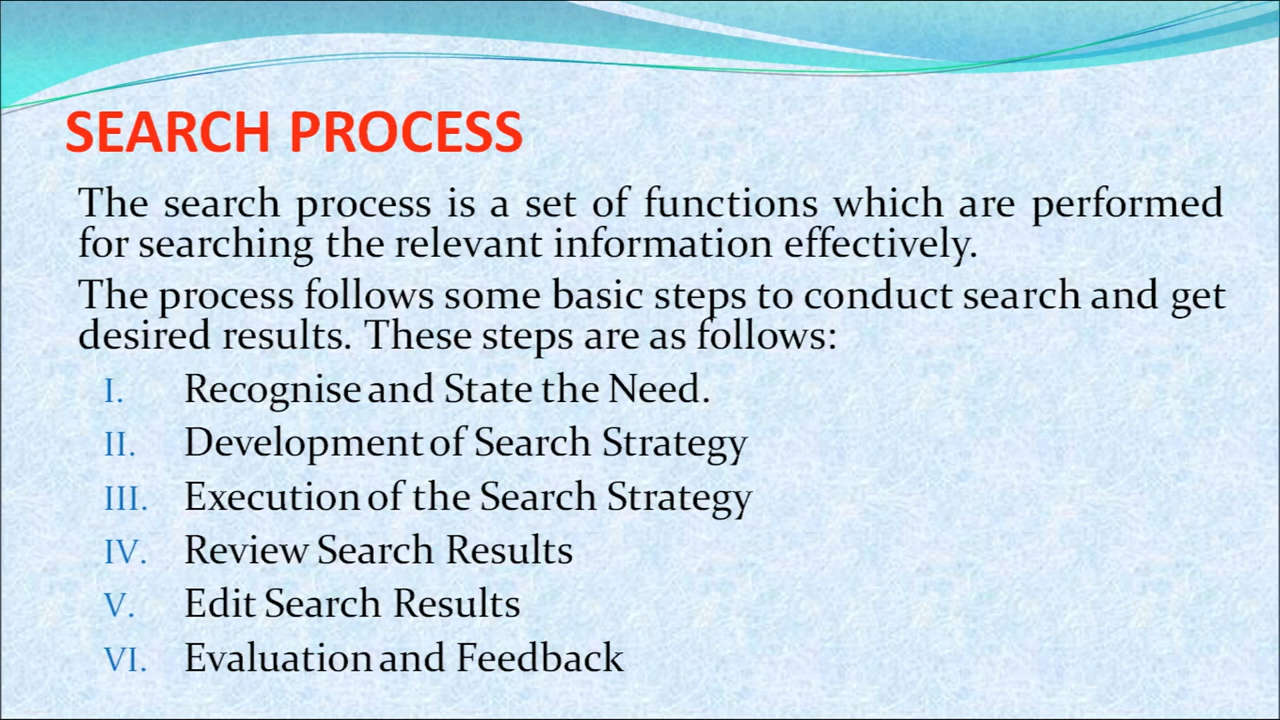 SEARCH PROCESS
The search process is a set of functions which are performed
for searching the relevant information effectively.
The process follows some basic steps to conduct search and get
desired results. These steps are as follows:
I. Recognise and State the Need.
II. Development of Search Strategy
III. Execution of the Search Strategy
IV. Review Search Results
V. Edit Search Results
VI. Evaluation and Feedback